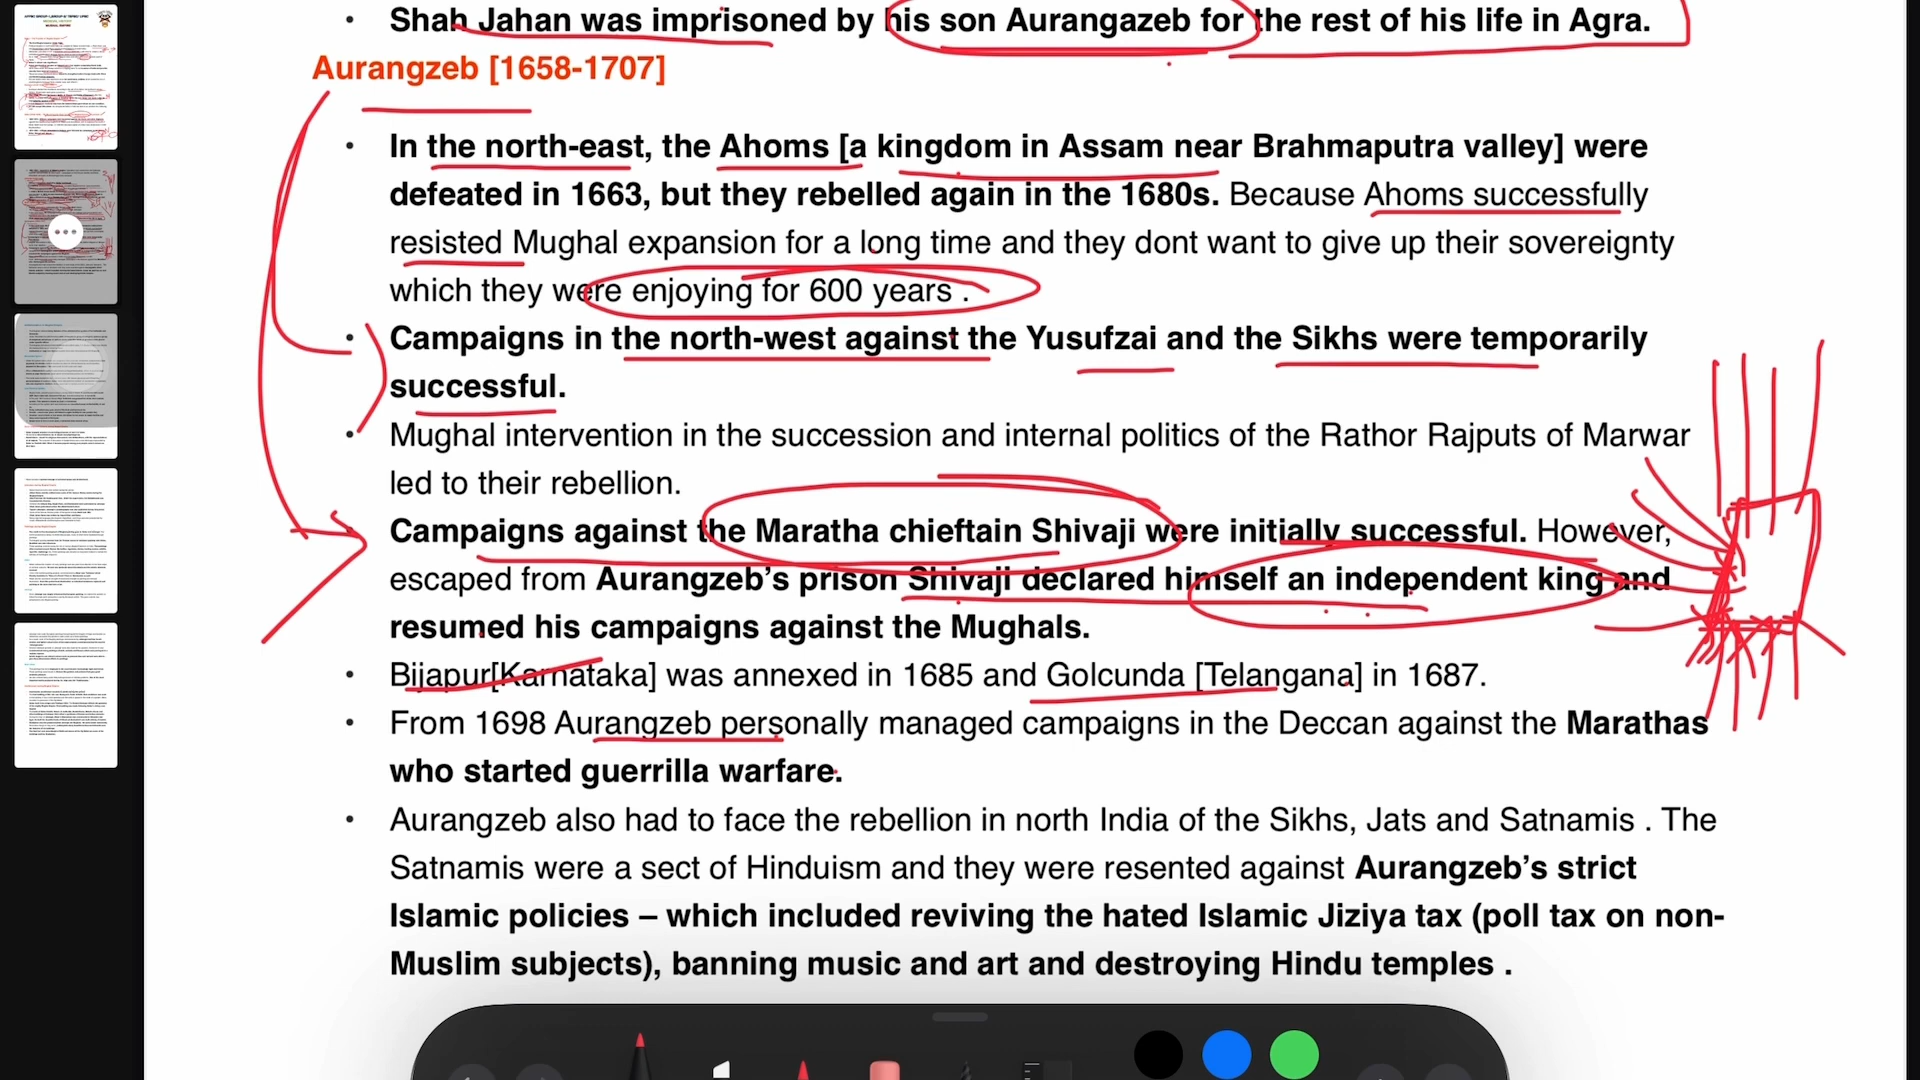 Shah Jahan was imprisoned by his son Aurangazeb for the rest of his life in Agra.
Aurangzeb [1658-1707]
In the north-east, the Ahoms [a kingdom in Assam near Brahmaputra valley] were
defeated in 1663, but they rebelled again in the 1680s. Because Ahoms successfully
resisted Mughal expansion for a long time and they dont want to give up their sovereignty
which they were enjoying for 600 years .
Campaigns in the north-west against the Yusufzai and the Sikhs were temporarily
successful.
Mughal intervention in the succession and internal politics of the Rathor Rajputs of Marwar
led to their rebellion.
Campaigns against the Maratha chieftain Shivaji were initially successful. However,
escaped from Aurangzeb’s prison Shivaji declared himself an independent king and
resumed his campaigns against the Mughals.
Bijapur[Karnataka] was annexed in 1685 and Golcunda [Telangana] in 1687.
From 1698 Aurangzeb personally managed campaigns in the Deccan against the Marathas
who started guerrilla warfare.
Aurangzeb also had to face the rebellion in north India of the Sikhs, Jats and Satnamis . The
Satnamis were a sect of Hinduism and they were resented against Aurangzeb’s strict
Islamic policies – which included reviving the hated Islamic Jiziya tax (poll tax on non-
Muslim subjects), banning music and art and destroying Hindu temples .